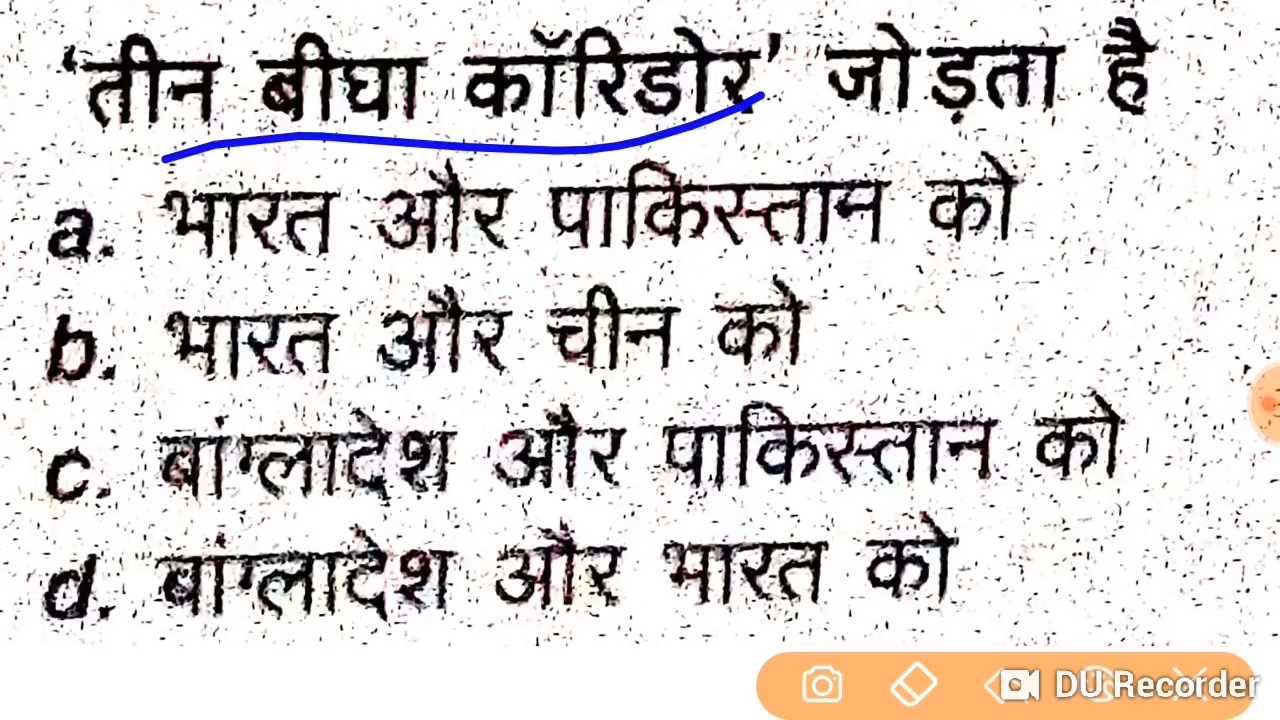 'तीन बीघा कॉरिडोर' जोड़ता है
a. भारत और पाकिस्तान को
b. भारत और चीन को
c. बांग्लादेश और पाकिस्तान को
d. बांग्लादेश और भारत को
DU Recorder